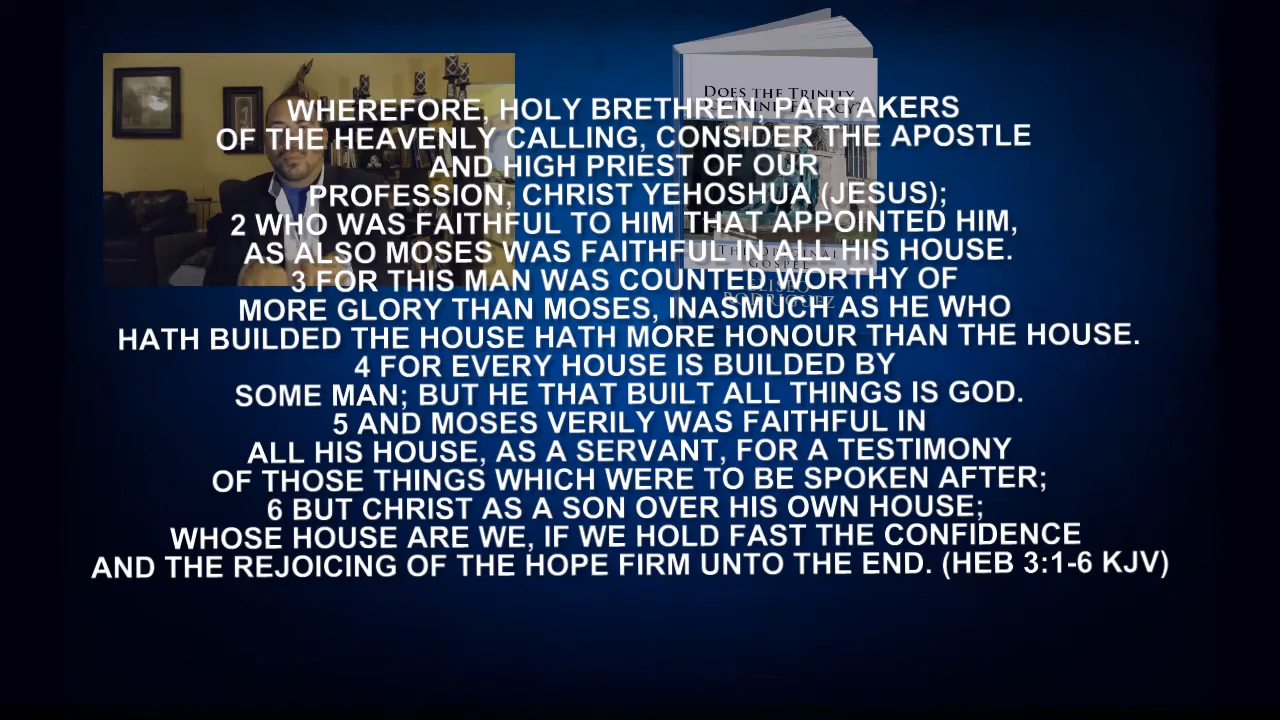 WHEREFORE, HOLY BRETHREN, PARTAKERS
OF THE HEAVENLY CALLING, CONSIDER THE APOSTLE
AND HIGH PRIEST OF OUR
PROFESSION, CHRIST YEHOSHUA (JESUS);
2 WHO WAS FAITHFUL TO HIM THAT APPOINTED HIM,
AS ALSO MOSES WAS FAITHFUL IN ALL HIS HOUSE.
3 FOR THIS MAN WAS COUNTED WORTHY OF
MORE GLORY THAN MOSES, INASMUCH AS HE WHO
HATH BUILDED THE HOUSE HATH MORE HONOUR THAN THE HOUSE.
4 FOR EVERY HOUSE IS BUILDED BY
SOME MAN; BUT HE THAT BUILT ALL THINGS IS GOD.
5 AND MOSES VERILY WAS FAITHFUL IN
ALL HIS HOUSE, AS A SERVANT, FOR A TESTIMONY
OF THOSE THINGS WHICH WERE TO BE SPOKEN AFTER;
6 BUT CHRIST AS A SON OVER HIS OWN HOUSE;
WHOSE HOUSE ARE WE, IF WE HOLD FAST THE CONFIDENCE
AND THE REJOICING OF THE HOPE FIRM UNTO THE END. (HEB 3:1-6 KJV)
DOES THE TRINITY
THE ORIGINAL
GOSPEL
RODRIGUEZ